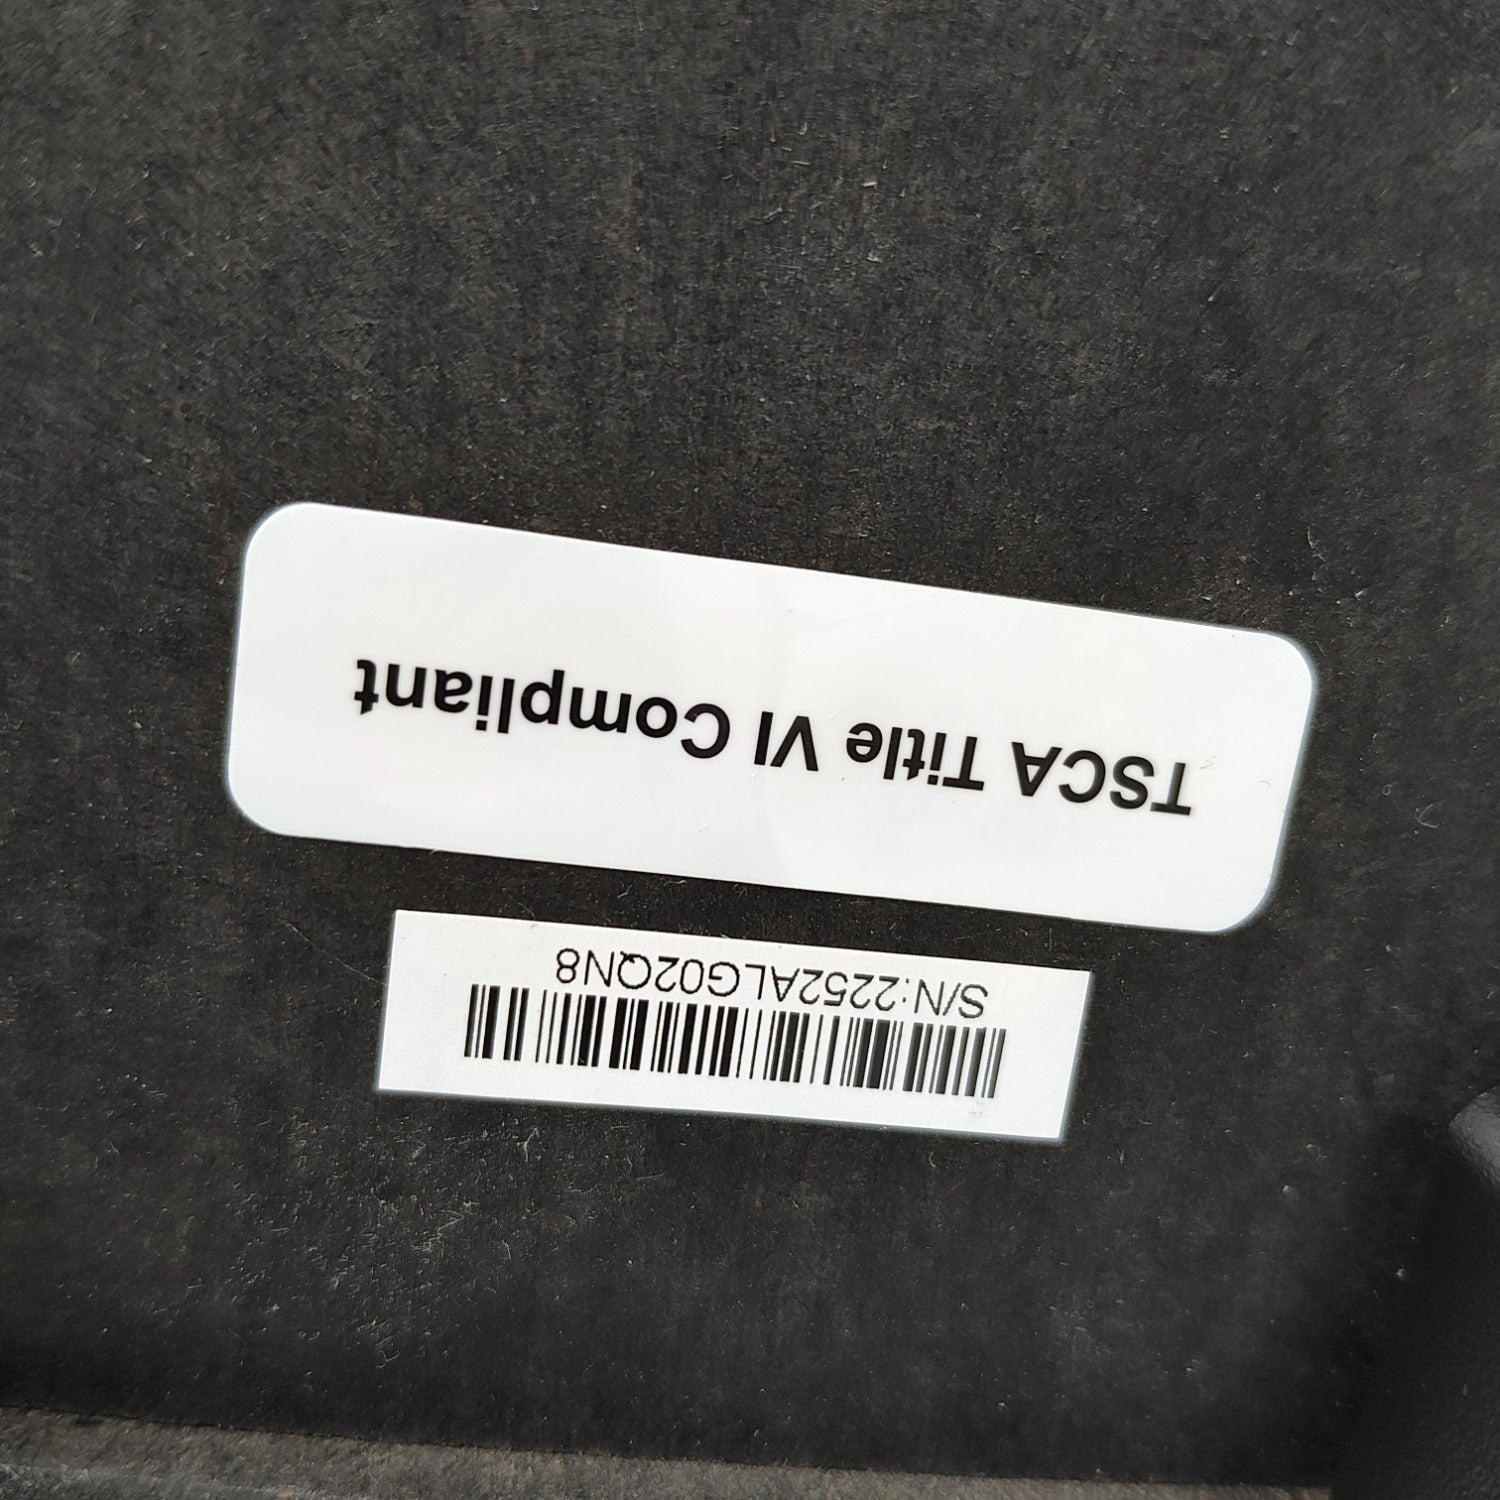 S/N:2252ALG02QN8
TSCA Title VI Compliant